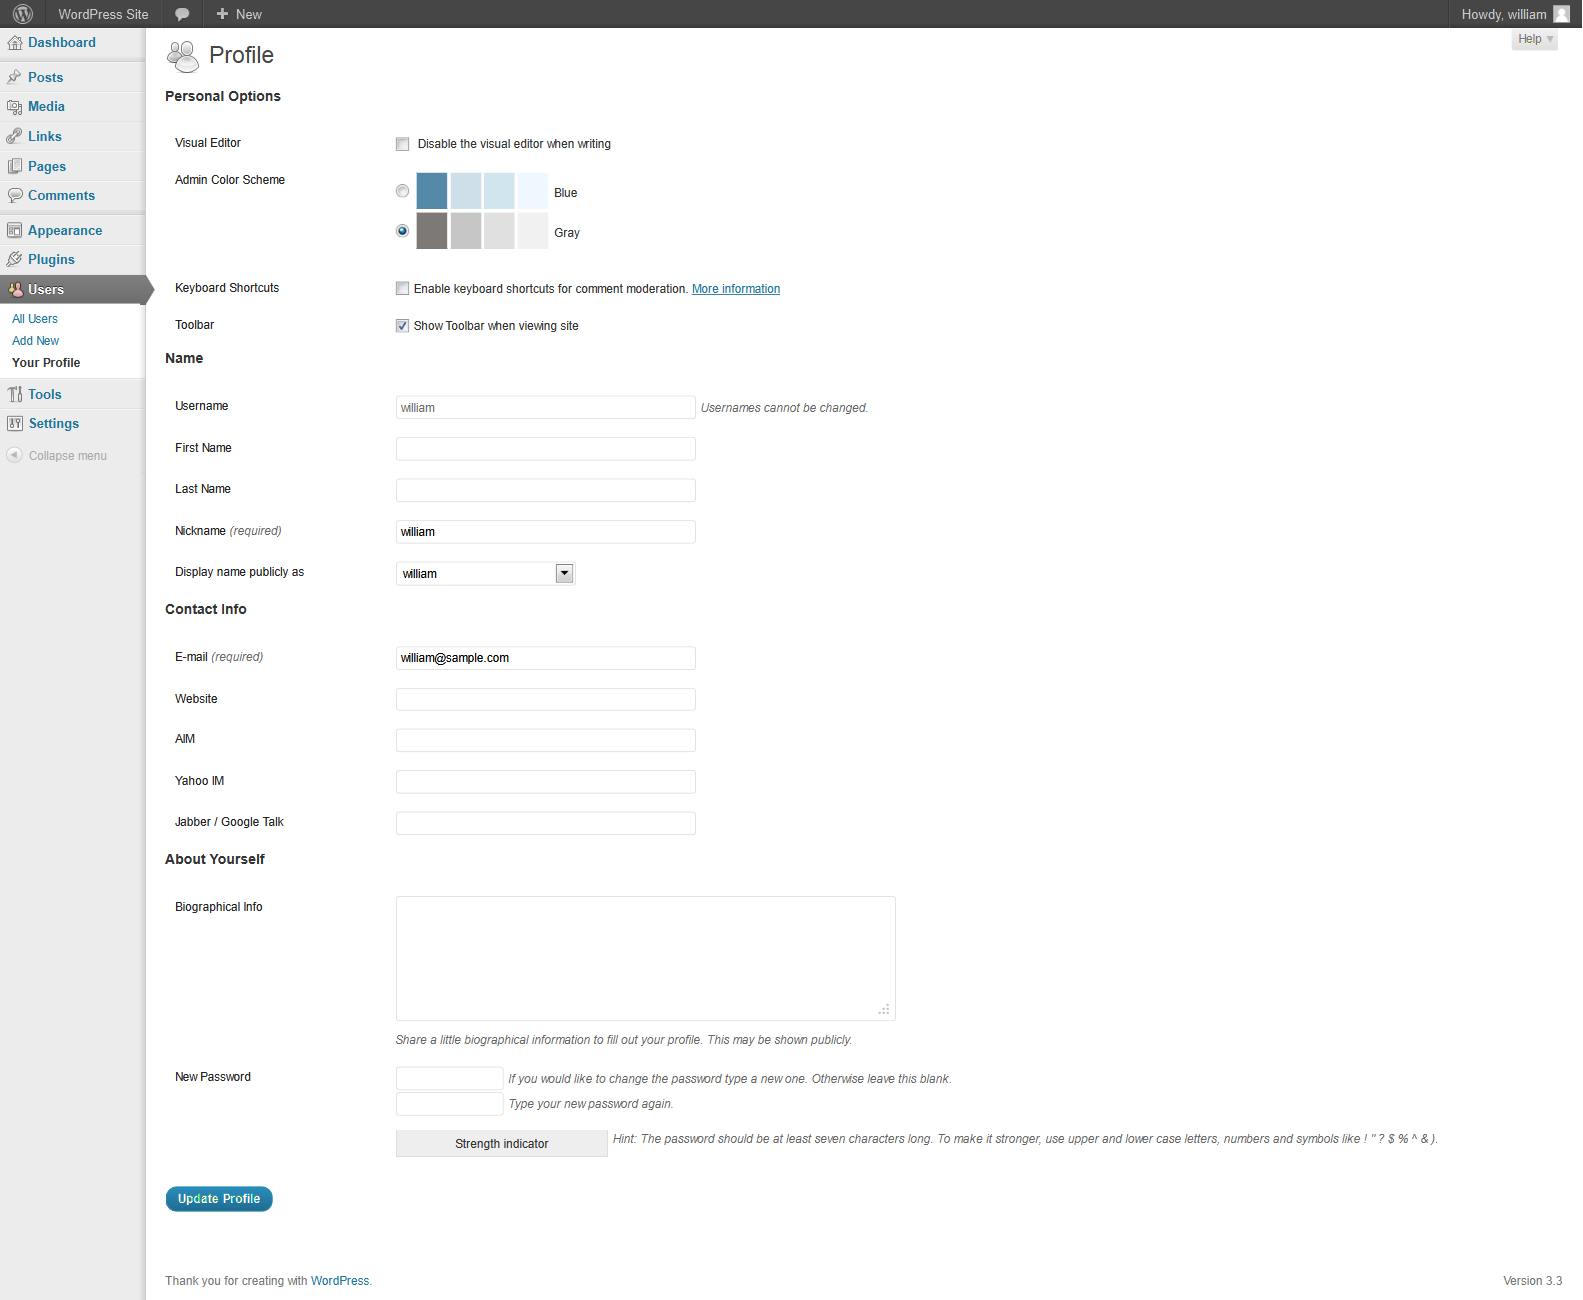 WordPress Site
New
Howdy, william
Help
Dashboard
Posts
Media
Links
Pages
Comments
Appearance
Plugins
Users
All Users
Add New
Your Profile
Tools
Settings
Collapse menu
Profile
Personal Options
Visual Editor
Disable the visual editor when writing
Admin Color Scheme
Blue
Gray
Keyboard Shortcuts
Enable keyboard shortcuts for comment moderation. More information
Toolbar
Show Toolbar when viewing site
Name
Username
william
Usernames cannot be changed.
First Name
Last Name
Nickname (required)
william
Display name publicly as
william
Contact Info
E-mail (required)
william@sample.com
Website
AIM
Yahoo IM
Jabber / Google Talk
About Yourself
Biographical Info
Share a little biographical information to fill out your profile. This may be shown publicly.
New Password
If you would like to change the password type a new one. Otherwise leave this blank.
Type your new password again.
Strength indicator
Hint: The password should be at least seven characters long. To make it stronger, use upper and lower case letters, numbers and symbols like ! " ? $ % ^ & ).
Update Profile
Thank you for creating with WordPress.
Version 3.3